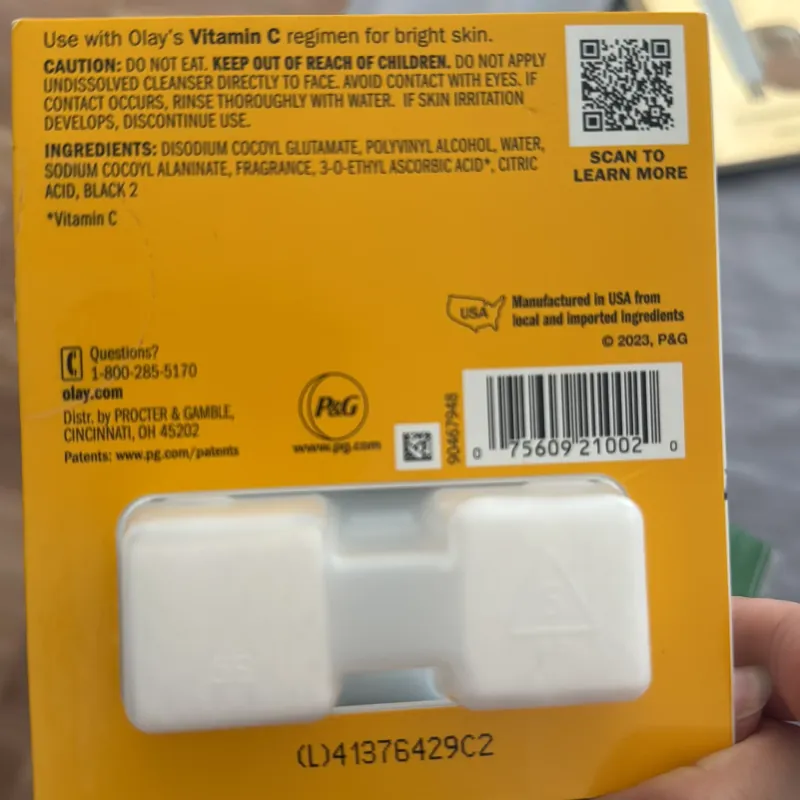 Use with Olay's Vitamin C regimen for bright skin.
CAUTION: DO NOT EAT. KEEP OUT OF REACH OF CHILDREN. DO NOT APPLY
UNDISSOLVED CLEANSER DIRECTLY TO FACE. AVOID CONTACT WITH EYES. IF
CONTACT OCCURS, RINSE THOROUGHLY WITH WATER. IF SKIN IRRITATION
DEVELOPS, DISCONTINUE USE.
INGREDIENTS: DISODIUM COCOYL GLUTAMATE, POLYVINYL ALCOHOL, WATER,
SODIUM COCOYL ALANINATE, FRAGRANCE, 3-O-ETHYL ASCORBIC ACID*, CITRIC
ACID, BLACK 2
*Vitamin C
SCAN TO
LEARN MORE
USA
Manufactured in USA from
local and imported ingredients
© 2023, P&G
Questions?
1-800-285-5170
olay.com
Distr. by PROCTER & GAMBLE,
CINCINNATI, OH 45202
Patents: www.pg.com/patents
P&G
www.pg.com
90467948
0 75609 21002 0
(L)41376429C2